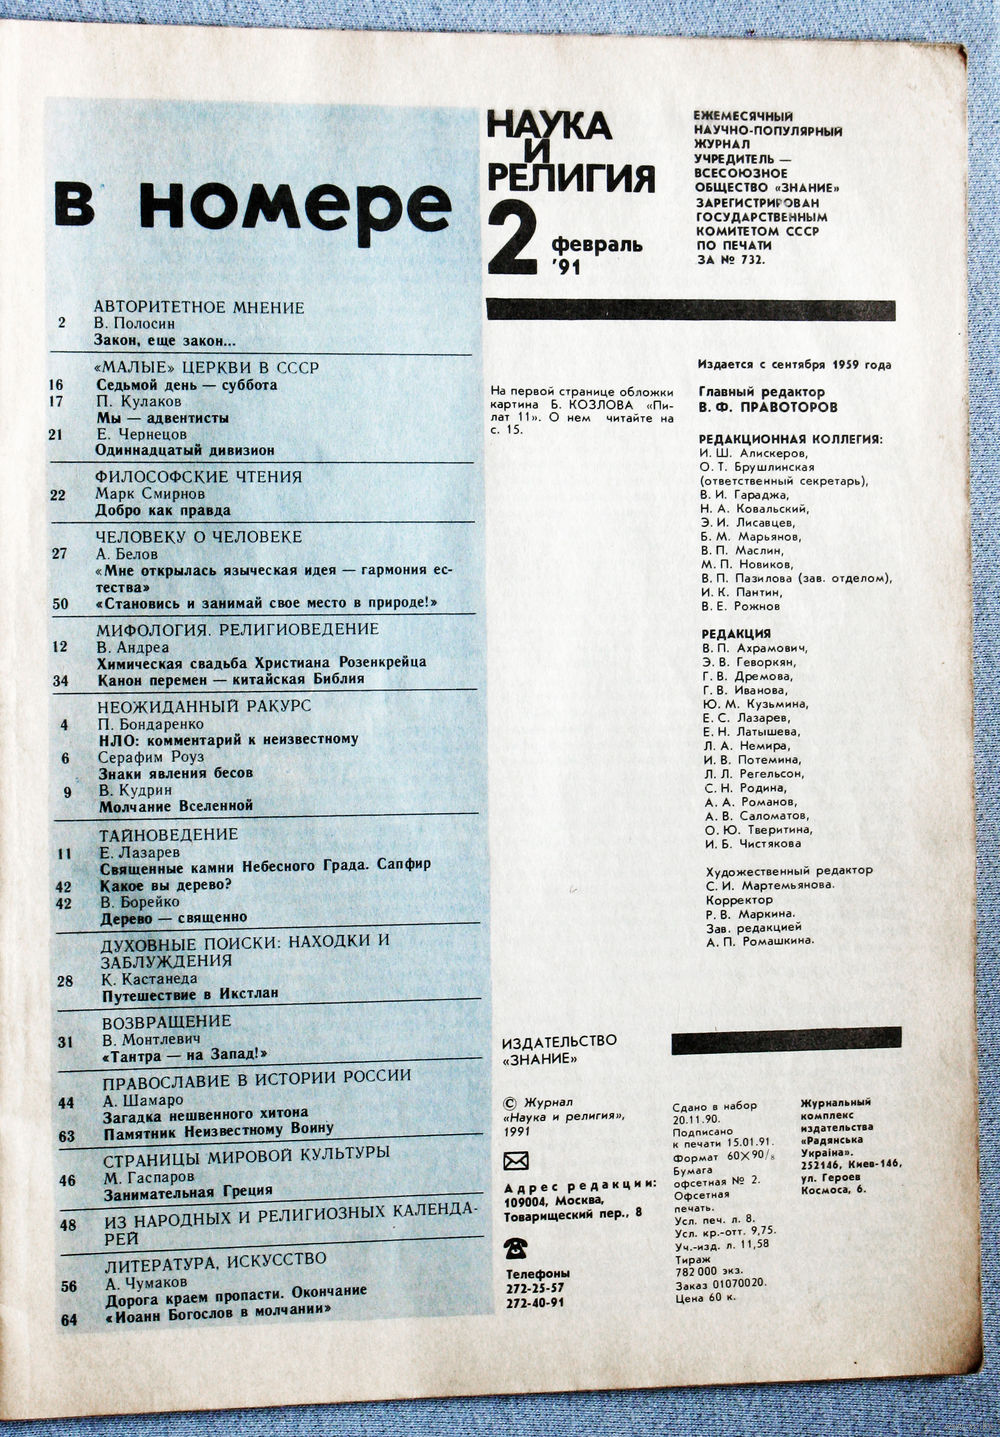 в номере
2
АВТОРИТЕТНОЕ МНЕНИЕ
В. Полосин
Закон, еще закон...
«МАЛЫЕ» ЦЕРКВИ В СССР
16 Седьмой день — суббота
17 П. Кулаков
Мы — адвентисты
21 Е. Чернецов
Одиннадцатый дивизион
ФИЛОСОФСКИЕ ЧТЕНИЯ
22 Марк Смирнов
Добро как правда
ЧЕЛОВЕКУ О ЧЕЛОВЕКЕ
27 А. Белов
«Мне открылась языческая идея — гармония ес-
тества»
50 «Становись и занимай свое место в природе!»
МИФОЛОГИЯ. РЕЛИГИОВЕДЕНИЕ
12 В. Андреа
Химическая свадьба Христиана Розенкрейца
34 Канон перемен — китайская Библия
НЕОЖИДАННЫЙ РАКУРС
4 П. Бондаренко
НЛО: комментарий к неизвестному
6 Серафим Роуз
Знаки явления бесов
9 В. Кудрин
Молчание Вселенной
ТАЙНОВЕДЕНИЕ
11 Е. Лазарев
Священные камни Небесного Града. Сапфир
42 Какое вы дерево?
42 В. Борейко
Дерево — священно
ДУХОВНЫЕ ПОИСКИ: НАХОДКИ И
ЗАБЛУЖДЕНИЯ
28 К. Кастанеда
Путешествие в Икстлан
ВОЗВРАЩЕНИЕ
31 В. Монтлевич
«Тантра — на Запад!»
ПРАВОСЛАВИЕ В ИСТОРИИ РОССИИ
44 А. Шамаро
Загадка нешвенного хитона
63 Памятник Неизвестному Воину
СТРАНИЦЫ МИРОВОЙ КУЛЬТУРЫ
46 М. Гаспаров
Занимательная Греция
48 ИЗ НАРОДНЫХ И РЕЛИГИОЗНЫХ КАЛЕНДА-
РЕЙ
ЛИТЕРАТУРА, ИСКУССТВО
56 А. Чумаков
Дорога краем пропасти. Окончание
64 «Иоанн Богослов в молчании»
НАУКА
И
РЕЛИГИЯ
2 февраль
'91
ЕЖЕМЕСЯЧНЫЙ
НАУЧНО-ПОПУЛЯРНЫЙ
ЖУРНАЛ
УЧРЕДИТЕЛЬ —
ВСЕСОЮЗНОЕ
ОБЩЕСТВО «ЗНАНИЕ»
ЗАРЕГИСТРИРОВАН
ГОСУДАРСТВЕННЫМ
КОМИТЕТОМ СССР
ПО ПЕЧАТИ
ЗА № 732.
На первой странице обложки
картина Б. КОЗЛОВА «Пи-
лат 11». О нем читайте на
с. 15.
Издается с сентября 1959 года
Главный редактор
В. Ф. ПРАВОТОРОВ
РЕДАКЦИОННАЯ КОЛЛЕГИЯ:
И. Ш. Алискеров,
О. Т. Брушлинская
(ответственный секретарь),
В. И. Гараджа,
Н. А. Ковальский,
Э. И. Лисавцев,
Б. М. Марьянов,
В. П. Маслин,
М. П. Новиков,
В. П. Пазилова (зав. отделом),
И. К. Пантин,
В. Е. Рожнов
РЕДАКЦИЯ
В. П. Ахрамович,
Э. В. Геворкян,
Г. В. Дремова,
Г. В. Иванова,
Ю. М. Кузьмина,
Е. С. Лазарев,
Е. Н. Латышева,
Л. А. Немира,
И. В. Потемина,
Л. Л. Регельсон,
С. Н. Родина,
А. А. Романов,
А. В. Саломатов,
О. Ю. Тверитина,
И. Б. Чистякова
Художественный редактор
С. И. Мартемьянова.
Корректор
Р. В. Маркина.
Зав. редакцией
А. П. Ромашкина.
ИЗДАТЕЛЬСТВО
«ЗНАНИЕ»
© Журнал
«Наука и религия»,
1991
Адрес редакции:
109004, Москва,
Товарищеский пер., 8
Телефоны
272-25-57
272-40-91
Сдано в набор
20.11.90.
Подписано
к печати 15.01.91.
Формат 60×90/8
Бумага
офсетная № 2.
Офсетная
печать.
Усл. печ. л. 8.
Усл. кр.-отт. 9,75.
Уч.-изд. л. 11,58
Тираж
782 000 экз.
Заказ 01070020.
Цена 60 к.
Журнальный
комплекс
издательства
«Радянська
Україна».
252146, Киев-146,
ул. Героев
Космоса, 6.